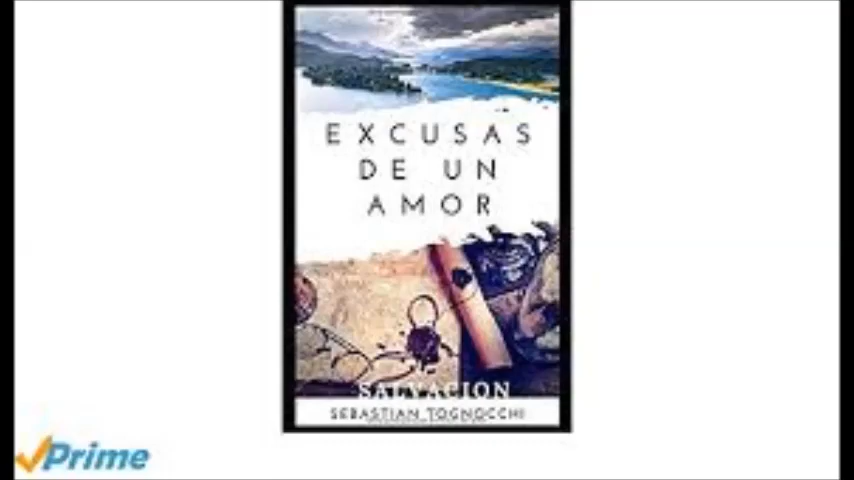 EXCUSAS
DE UN
AMOR
SALVACION
SEBASTIAN TOGNOCCHI
Prime